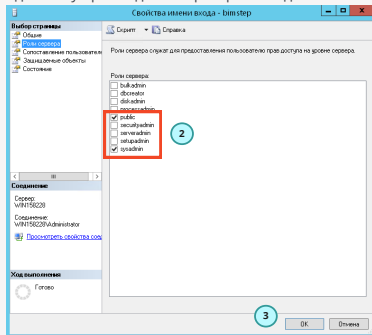 Свойства имени входа - bimstep
Выбор страницы
Общие
Роли сервера
Сопоставление пользователе
Защищаемые объекты
Состояние
Скрипт
Справка
Роли сервера служат для предоставления пользователю прав доступа на уровне сервера.
Роли сервера:
bulkadmin
dbcreator
diskadmin
processadmin
public
securityadmin
serveradmin
setupadmin
sysadmin
2
Соединение
Сервер:
WIN158228
Соединение:
WIN158228\Administrator
Просмотреть свойства соед
Ход выполнения
Готово
3
OK
Отмена